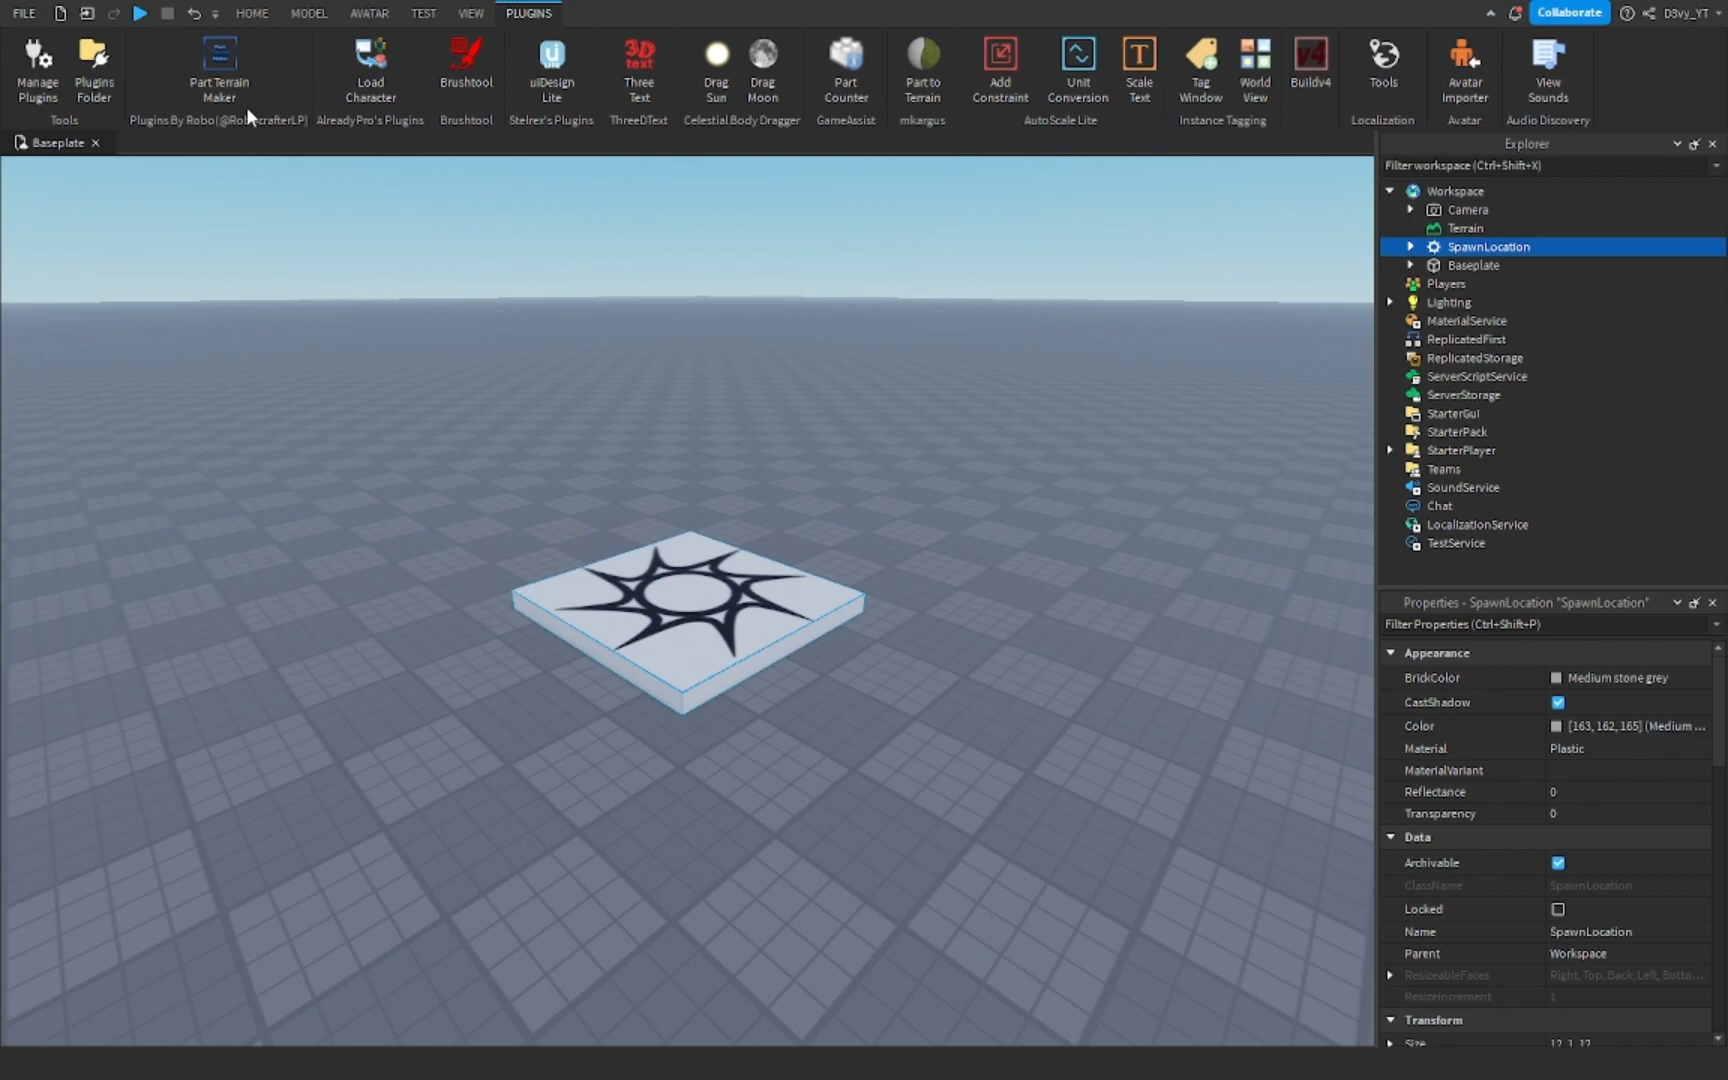 FILE HOME MODEL AVATAR TEST VIEW PLUGINS Collaborate D3vy_YT
Manage Plugins
Plugins Folder
Part Terrain Maker
Load Character
Brushtool
uiDesign Lite
Three Text
Drag Sun
Drag Moon
Part Counter
Part to Terrain
Add Constraint
Unit Conversion
Scale Text
Tag Window
World View
Buildv4
Tools
Avatar Importer
View Sounds
Tools Plugins By Robo(@Rob crafterLP) AlreadyPro's Plugins Brushtool Stelrex's Plugins ThreeDText Celestial Body Dragger GameAssist mkargus AutoScale Lite Instance Tagging Localization Avatar Audio Discovery
Baseplate
Explorer
Filter workspace (Ctrl+Shift+X)
Workspace
Camera
Terrain
SpawnLocation
Baseplate
Players
Lighting
MaterialService
ReplicatedFirst
ReplicatedStorage
ServerScriptService
ServerStorage
StarterGui
StarterPack
StarterPlayer
Teams
SoundService
Chat
LocalizationService
TestService
Properties - SpawnLocation "SpawnLocation"
Filter Properties (Ctrl+Shift+P)
Appearance
BrickColor Medium stone grey
CastShadow
Color [163, 162, 165] (Medium ...
Material Plastic
MaterialVariant
Reflectance 0
Transparency 0
Data
Archivable
ClassName SpawnLocation
Locked
Name SpawnLocation
Parent Workspace
ResizeableFaces Right, Top, Back, Left, Botto...
ResizeIncrement 1
Transform
Size 12, 1, 12